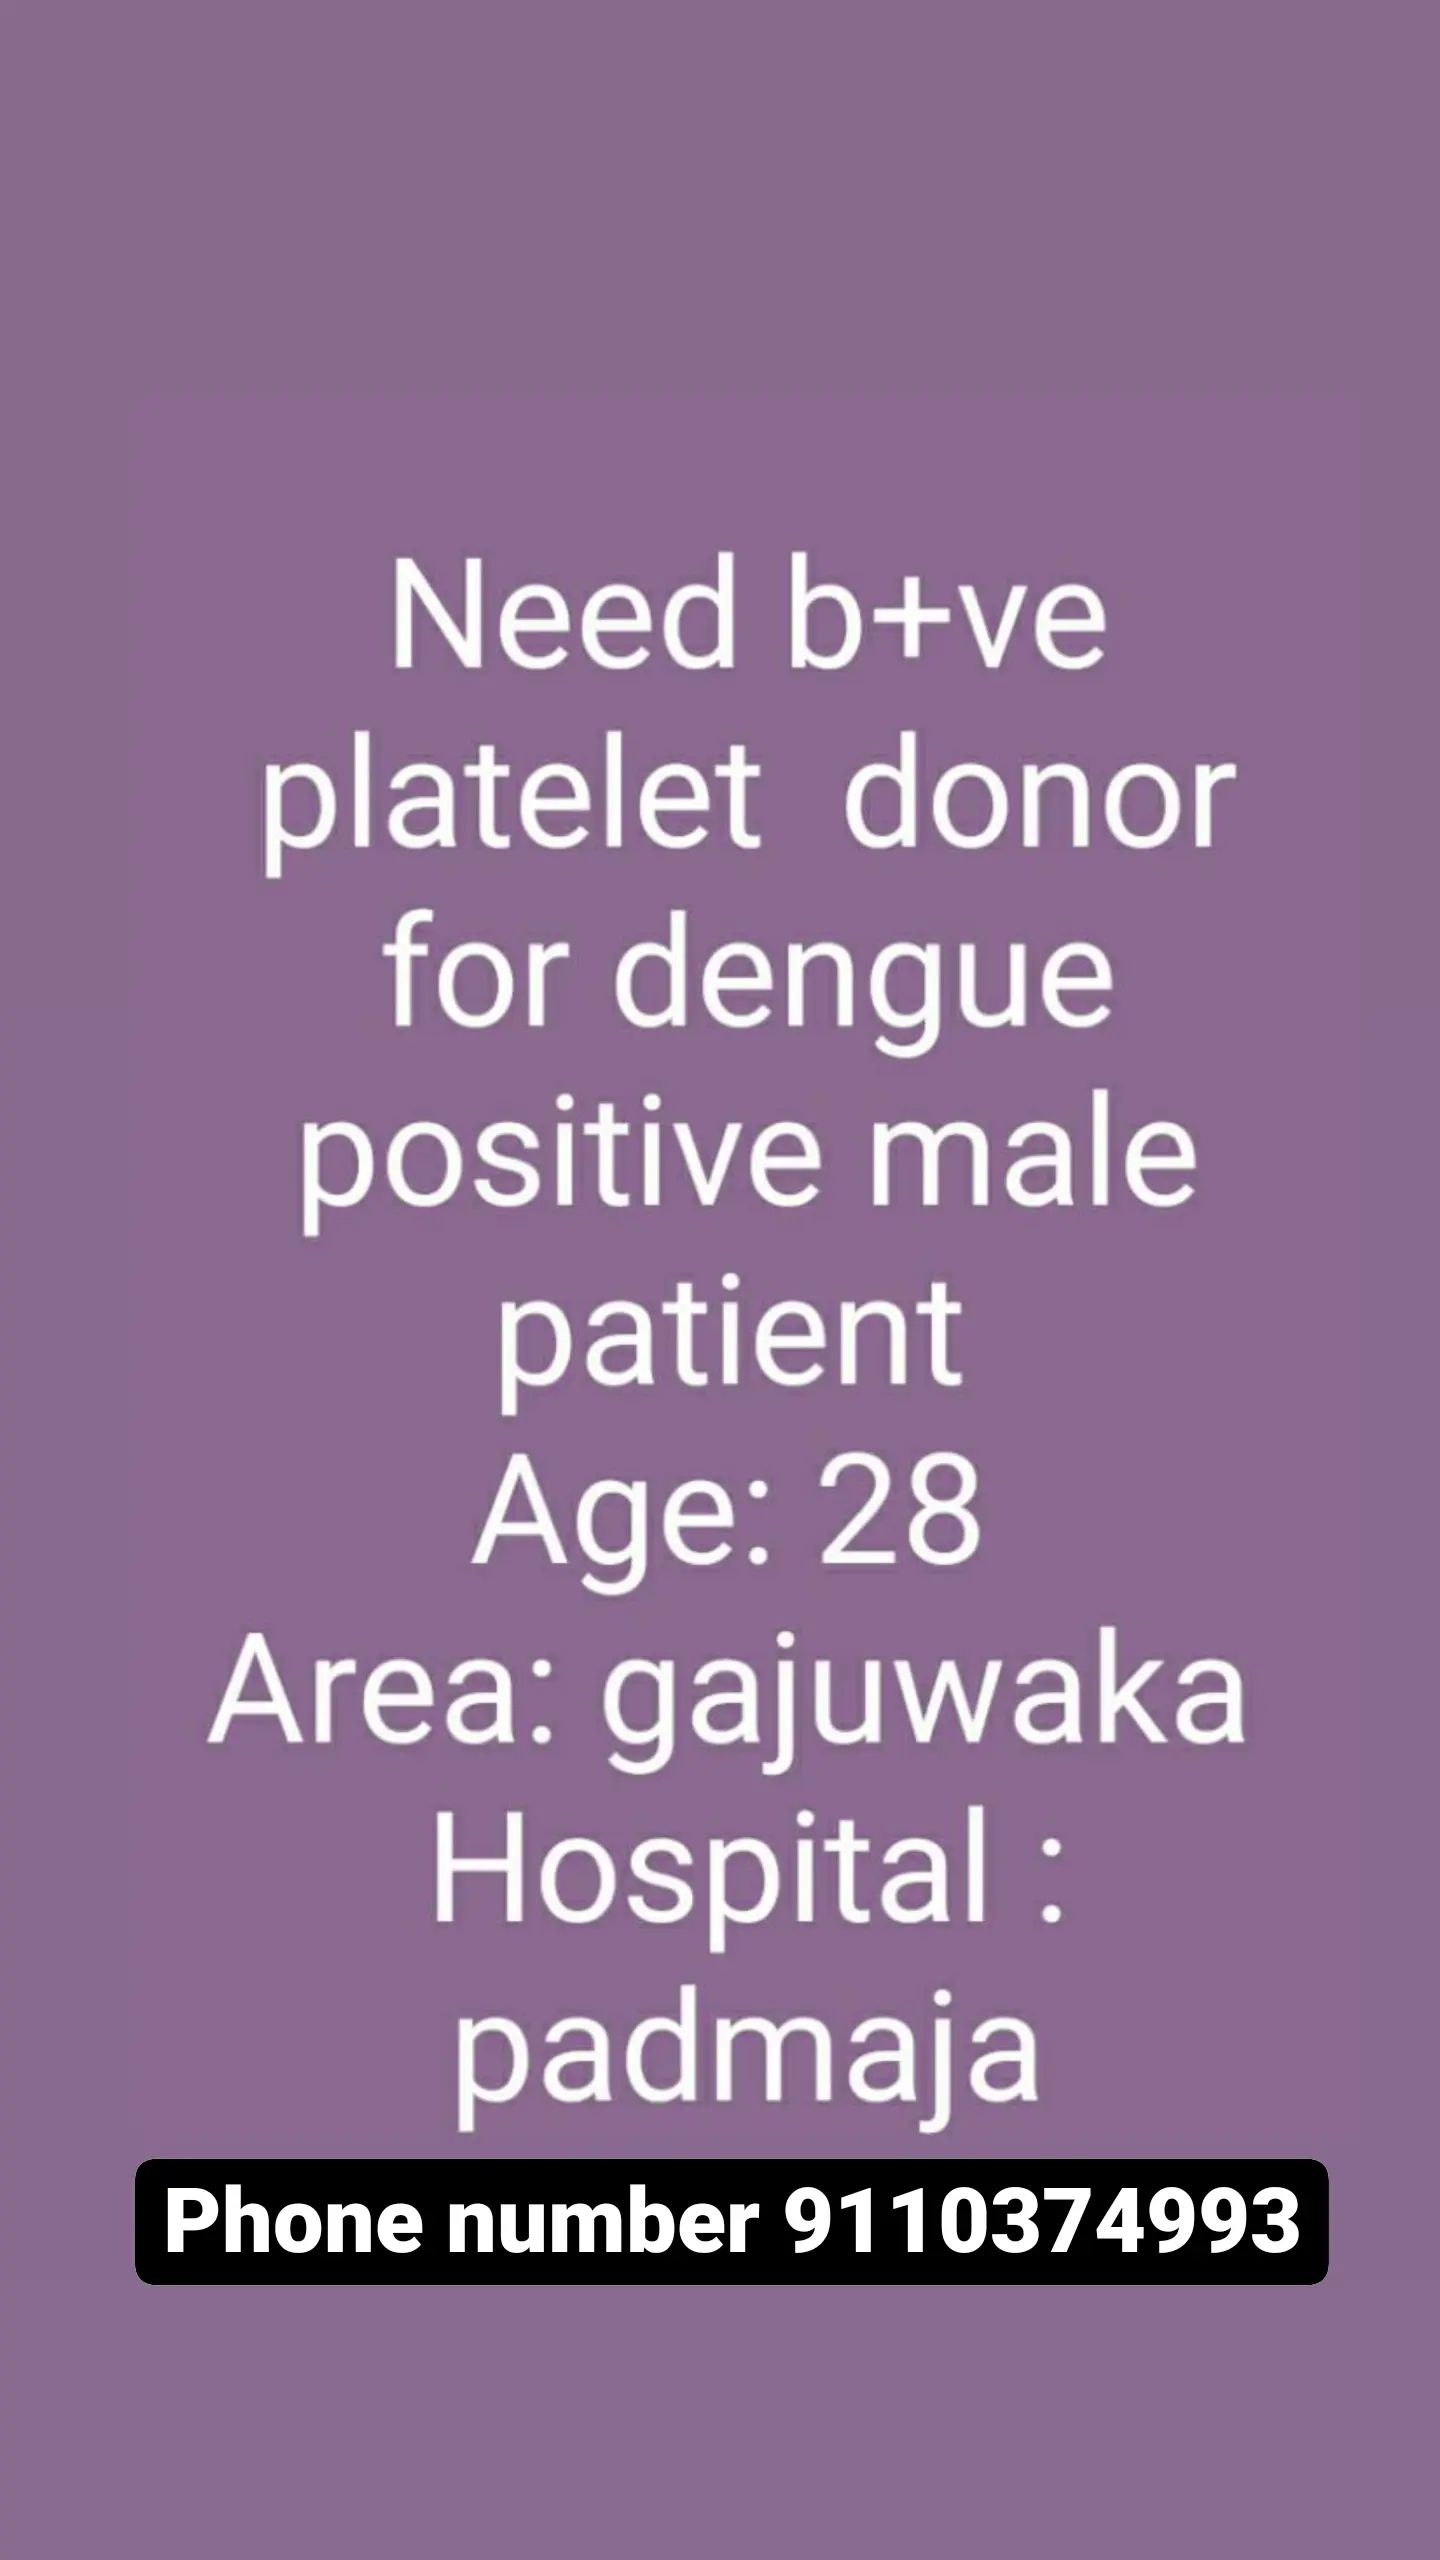 Need b+ve
platelet  donor
for dengue
positive male
patient
Age: 28
Area: gajuwaka
Hospital :
padmaja
Phone number 9110374993